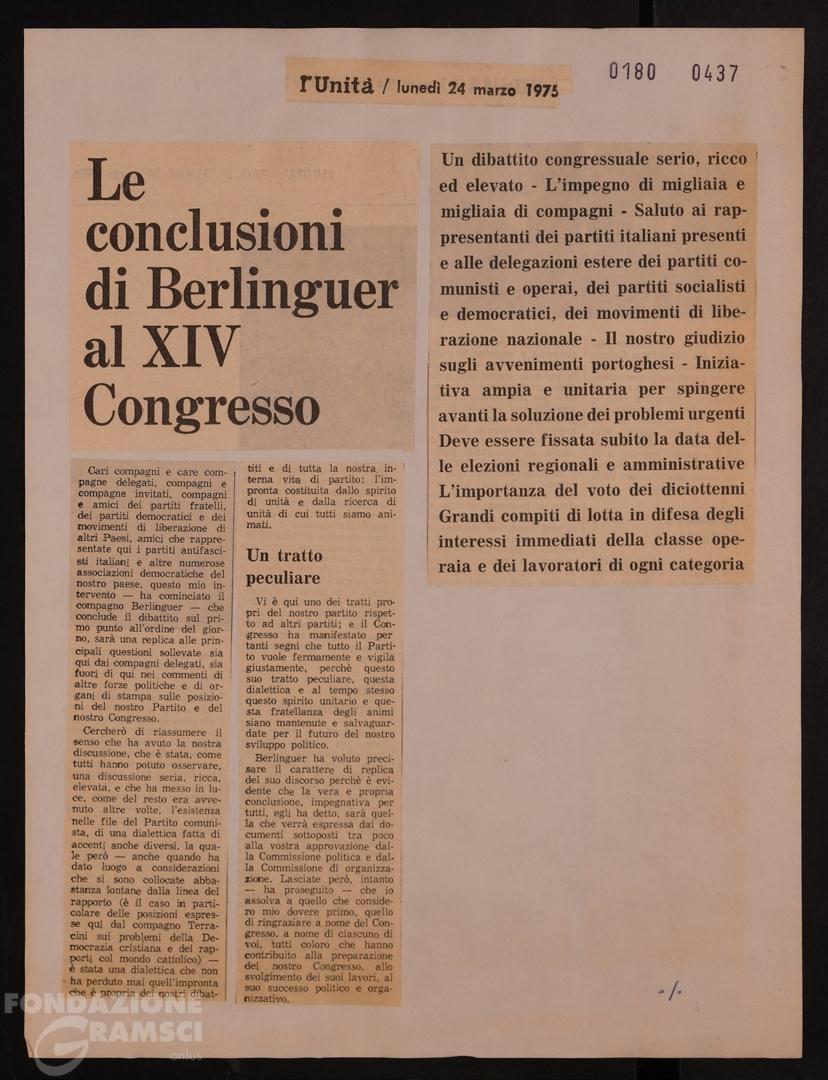 l'Unità / lunedì 24 marzo 1975
0180 0437
Le
conclusioni
di Berlinguer
al XIV
Congresso
Un dibattito congressuale serio, ricco
ed elevato - L'impegno di migliaia e
migliaia di compagni - Saluto ai rap-
presentanti dei partiti italiani presenti
e alle delegazioni estere dei partiti co-
munisti e operai, dei partiti socialisti
e democratici, dei movimenti di libe-
razione nazionale - Il nostro giudizio
sugli avvenimenti portoghesi - Inizia-
tiva ampia e unitaria per spingere
avanti la soluzione dei problemi urgenti
Deve essere fissata subito la data del-
le elezioni regionali e amministrative
L'importanza del voto dei diciottenni
Grandi compiti di lotta in difesa degli
interessi immediati della classe ope-
raia e dei lavoratori di ogni categoria
Cari compagni e care com-
pagne delegati, compagni e
compagne invitati, compagni
e amici dei partiti fratelli,
dei partiti democratici e dei
movimenti di liberazione di
altri Paesi, amici che rappre-
sentate qui i partiti antifasci-
sti italiani e altre numerose
associazioni democratiche del
nostro paese, questo mio in-
tervento — ha cominciato il
compagno Berlinguer — che
conclude il dibattito sul pri-
mo punto all'ordine del gior-
no, sarà una replica alle prin-
cipali questioni sollevate sia
qui dai compagni delegati, sia
fuori di qui nei commenti di
altre forze politiche e di or-
gani di stampa sulle posizio-
ni del nostro Partito e del
nostro Congresso.
Cercherò di riassumere il
senso che ha avuto la nostra
discussione, che è stata, come
tutti hanno potuto osservare,
una discussione seria, ricca,
elevata, e che ha messo in lu-
ce, come del resto era avve-
nuto altre volte, l'esistenza
nelle file del Partito comuni-
sta, di una dialettica fatta di
accenti anche diversi, la qua-
le però — anche quando ha
dato luogo a considerazioni
che si sono collocate abba-
stanza lontane dalla linea del
rapporto (è il caso in parti-
colare delle posizioni espres-
se qui dal compagno Terra-
cini sui problemi della De-
mocrazia cristiana e dei rap-
porti col mondo cattolico) —
è stata una dialettica che non
ha perduto mai quell'impronta
che è propria dei nostri dibat-
titi e di tutta la nostra in-
terna vita di partito; l'im-
pronta costituita dallo spirito
di unità e dalla ricerca di
unità di cui tutti siamo ani-
mati.
Un tratto
peculiare
Vi è qui uno dei tratti pro-
pri del nostro partito rispet-
to ad altri partiti; e il Con-
gresso ha manifestato per
tanti segni che tutto il Parti-
to vuole fermamente e vigila
giustamente, perchè questo
suo tratto peculiare, questa
dialettica e al tempo stesso
questo spirito unitario e que-
sta fratellanza degli animi
siano mantenute e salvaguar-
date per il futuro del nostro
sviluppo politico.
Berlinguer ha voluto preci-
sare il carattere di replica
del suo discorso perchè è evi-
dente che la vera e propria
conclusione, impegnativa per
tutti, egli ha detto, sarà quel-
la che verrà espressa dai do-
cumenti sottoposti tra poco
alla vostra approvazione dal-
la Commissione politica e dal-
la Commissione di organizza-
zione. Lasciate però, intanto
— ha proseguito — che io
assolva a quello che conside-
ro mio dovere primo, quello
di ringraziare a nome del Con-
gresso, a nome di ciascuno di
voi, tutti coloro che hanno
contribuito alla preparazione
del nostro Congresso, allo
svolgimento dei suoi lavori, al
suo successo politico e orga-
nizzativo.
./.
FONDAZIONE
GRAMSCI
onlus